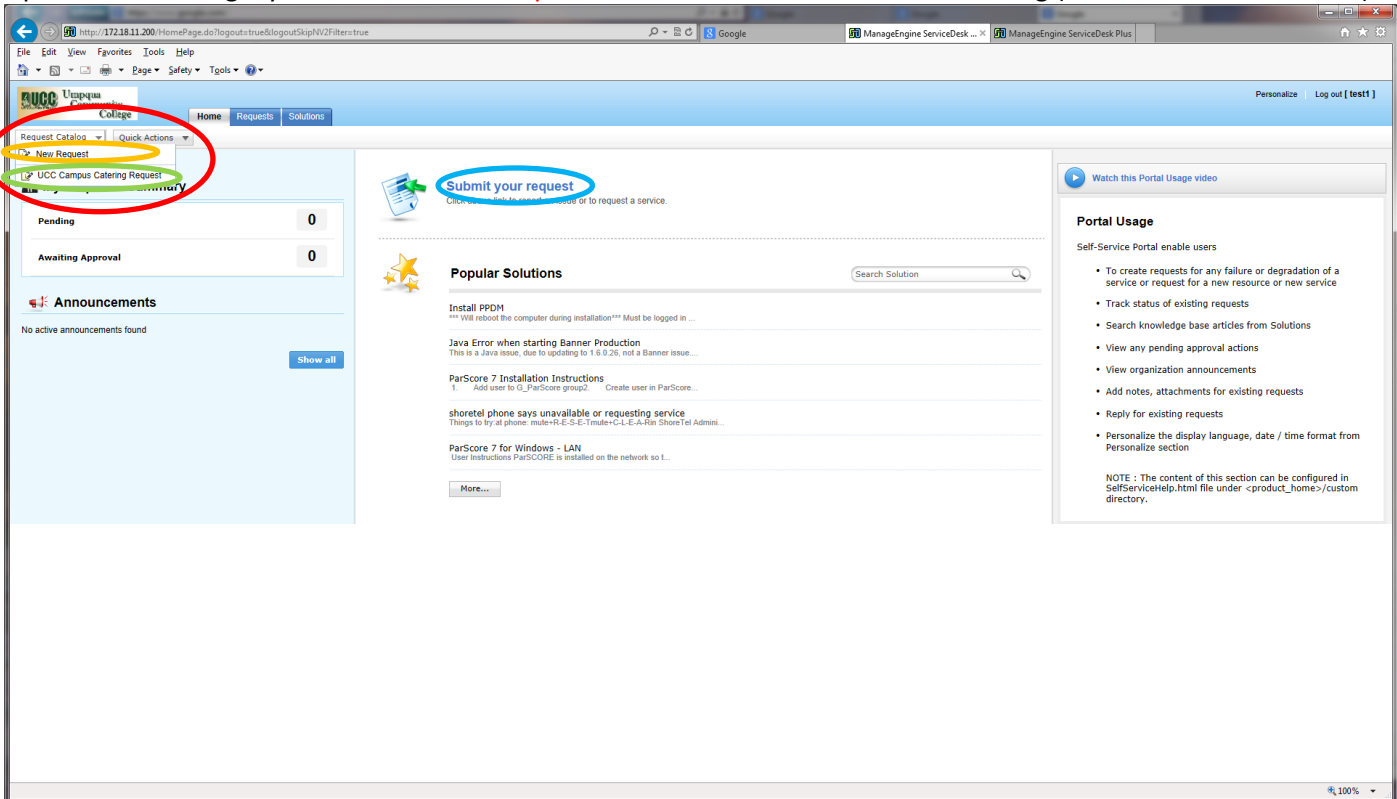 http://172.18.11.200/HomePage.do?logout=true&logoutSkipNV2Filter=true
Google
ManageEngine ServiceDesk ...
ManageEngine ServiceDesk Plus
File Edit View Favorites Tools Help
Page Safety Tools
UCC Umpqua
Community
College
Home Requests Solutions
Personalize Log out [ test1 ]
Request Catalog Quick Actions
New Request
UCC Campus Catering Request
Summary
Pending 0
Awaiting Approval 0
Announcements
No active announcements found
Show all
Submit your request
Click above link to report an issue or to request a service.
Popular Solutions
Search Solution
Install PPDM
*** Will reboot the computer during installation*** Must be logged in ...
Java Error when starting Banner Production
This is a Java issue, due to updating to 1.6.0.26, not a Banner issue....
ParScore 7 Installation Instructions
1. Add user to G_ParScore group2. Create user in ParScore...
shoretel phone says unavailable or requesting service
Things to try:at phone: mute+R-E-S-E-Tmute+C-L-E-A-Rin ShoreTel Admini...
ParScore 7 for Windows - LAN
User Instructions ParSCORE is installed on the network so t...
More...
Watch this Portal Usage video
Portal Usage
Self-Service Portal enable users
• To create requests for any failure or degradation of a
service or request for a new resource or new service
• Track status of existing requests
• Search knowledge base articles from Solutions
• View any pending approval actions
• View organization announcements
• Add notes, attachments for existing requests
• Reply for existing requests
• Personalize the display language, date / time format from
Personalize section
NOTE : The content of this section can be configured in
SelfServiceHelp.html file under <product_home>/custom
directory.
100%